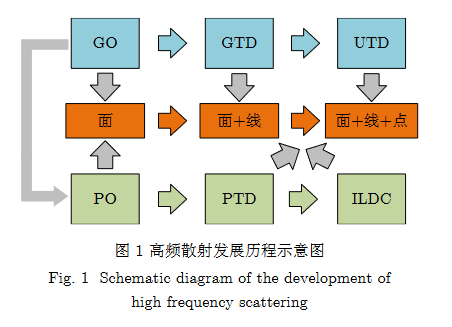 GO
GTD
UTD
面
面+线
面+线+点
PO
PTD
ILDC
图 1 高频散射发展历程示意图
Fig. 1 Schematic diagram of the development of
high frequency scattering